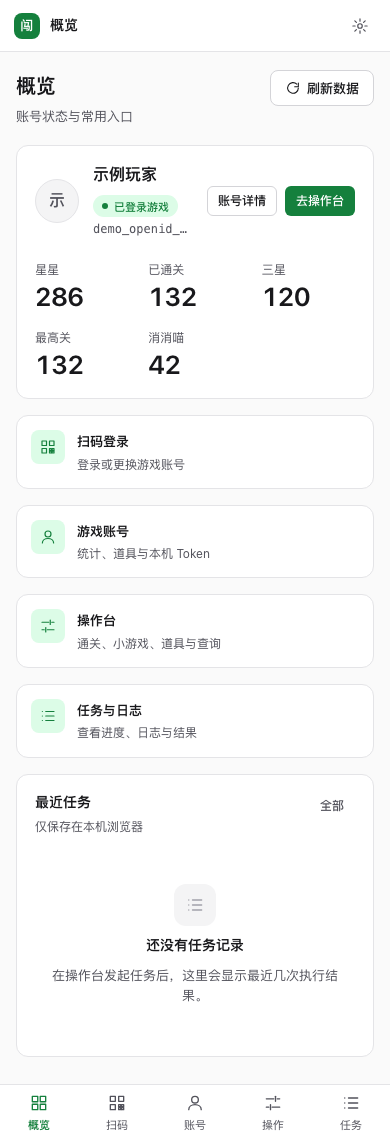 闯 概览
概览
刷新数据
账号状态与常用入口
示
示例玩家
已登录游戏
demo_openid_…
账号详情
去操作台
星星 已通关 三星
286 132 120
最高关 消消喵
132 42
扫码登录
登录或更换游戏账号
游戏账号
统计、道具与本机 Token
操作台
通关、小游戏、道具与查询
任务与日志
查看进度、日志与结果
最近任务
全部
仅保存在本机浏览器
还没有任务记录
在操作台发起任务后，这里会显示最近几次执行结
果。
概览 扫码 账号 操作 任务